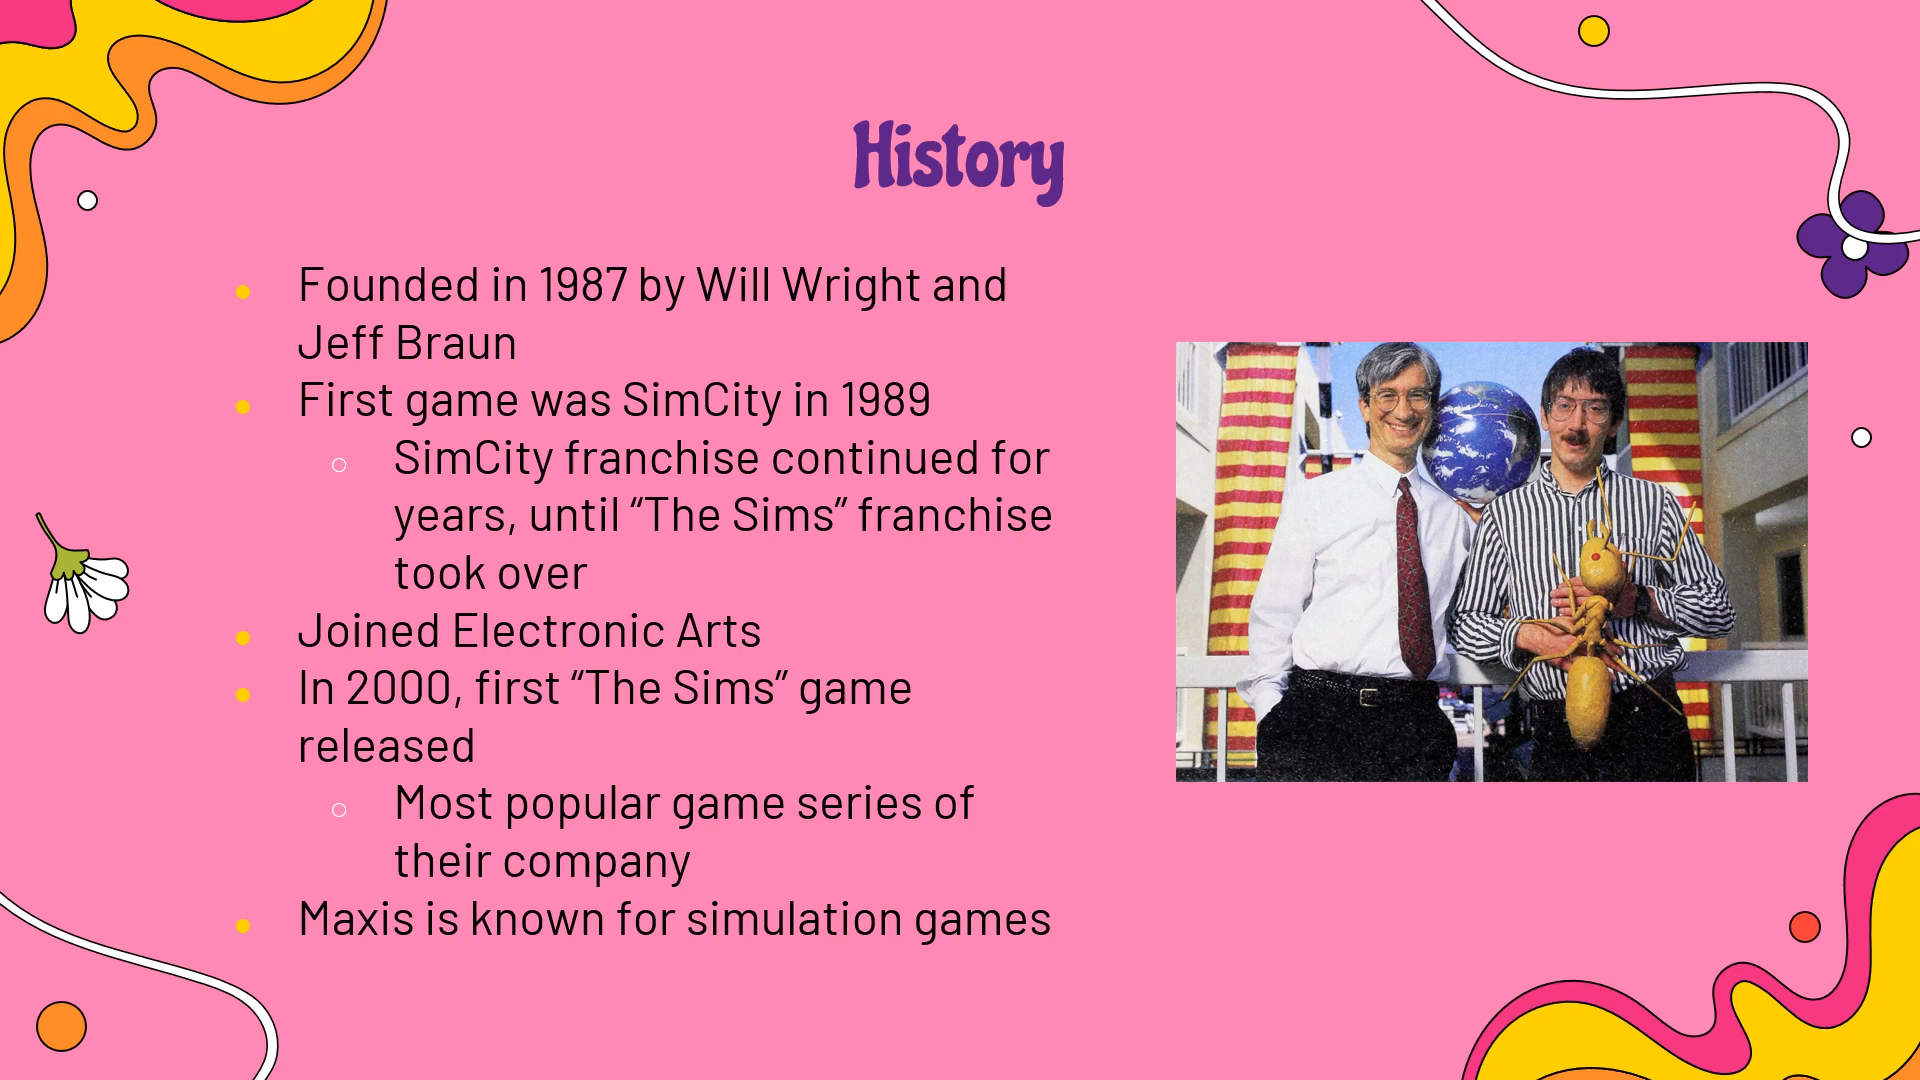 History
Founded in 1987 by Will Wright and
Jeff Braun
First game was SimCity in 1989
SimCity franchise continued for
years, until “The Sims” franchise
took over
Joined Electronic Arts
In 2000, first “The Sims” game
released
Most popular game series of
their company
Maxis is known for simulation games